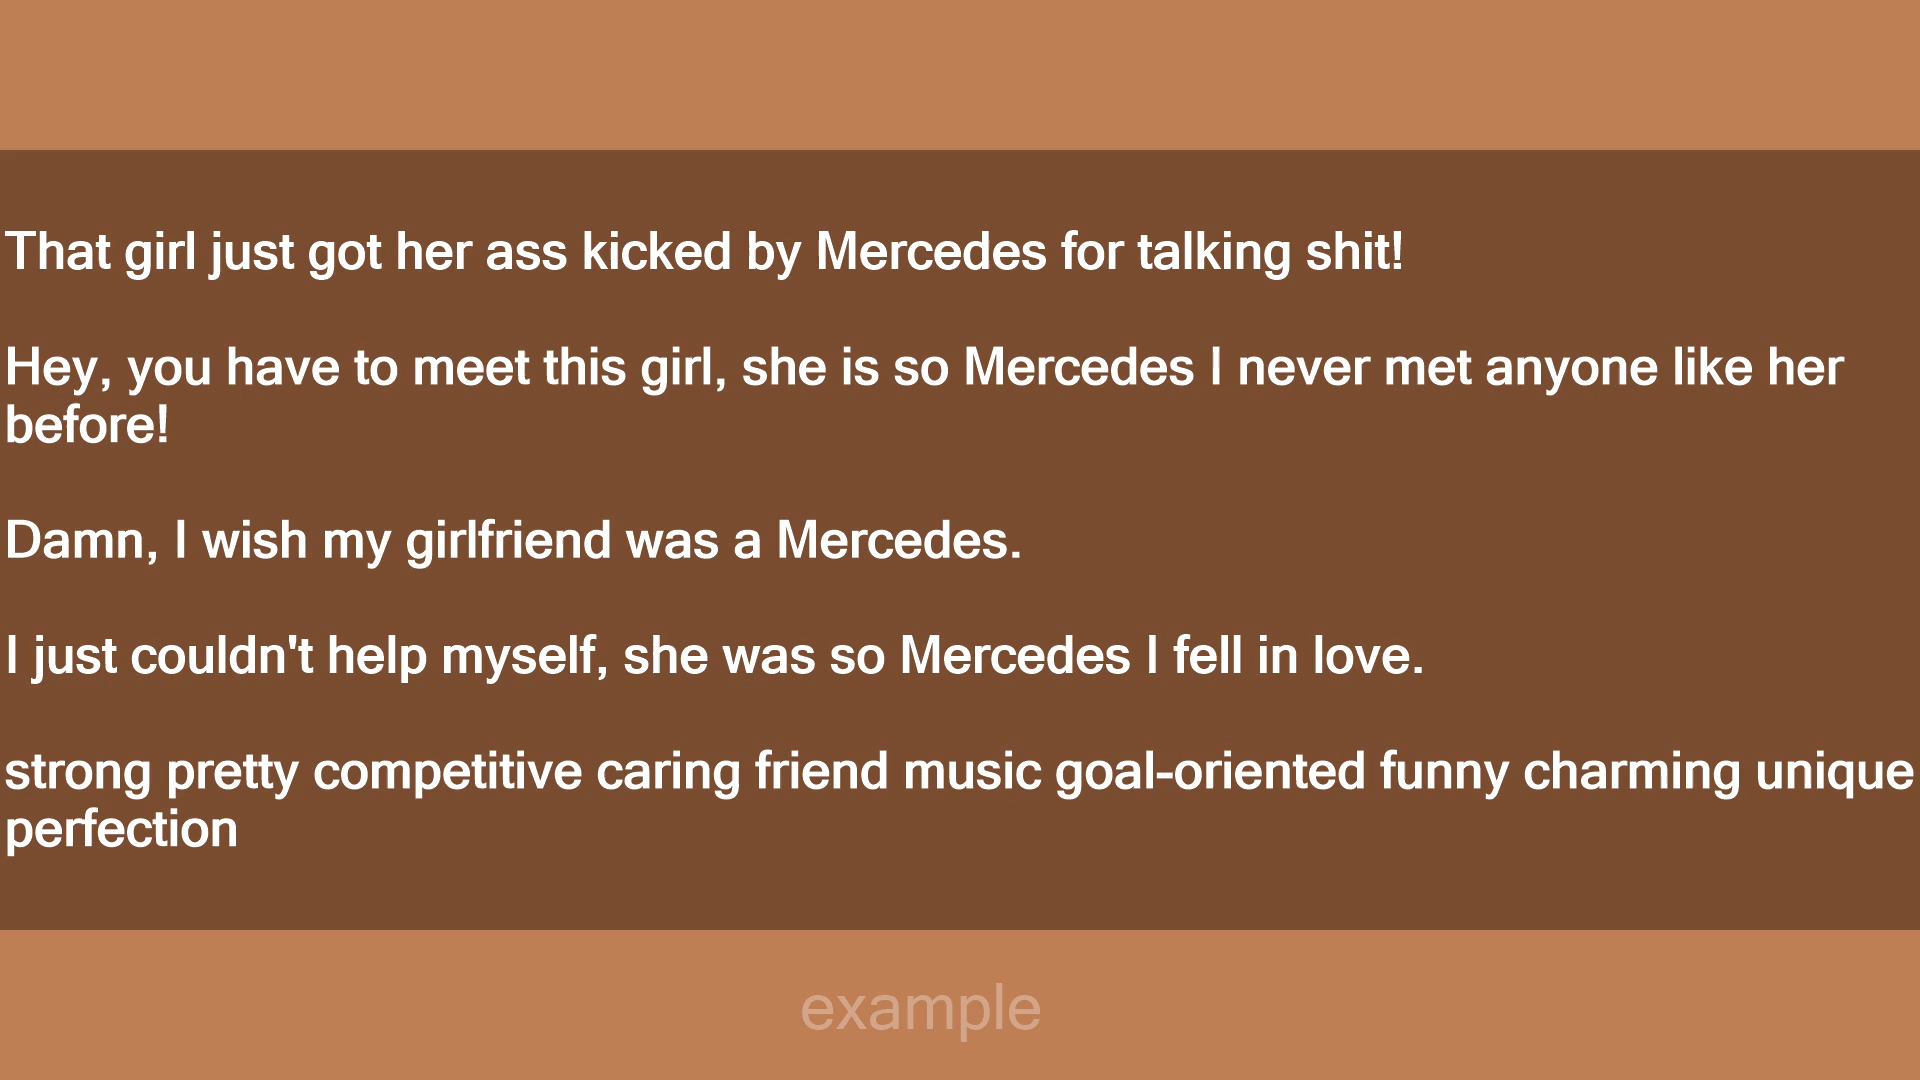 That girl just got her ass kicked by Mercedes for talking shit!
Hey, you have to meet this girl, she is so Mercedes I never met anyone like her
before!
Damn, I wish my girlfriend was a Mercedes.
I just couldn't help myself, she was so Mercedes I fell in love.
strong pretty competitive caring friend music goal-oriented funny charming unique
perfection
example